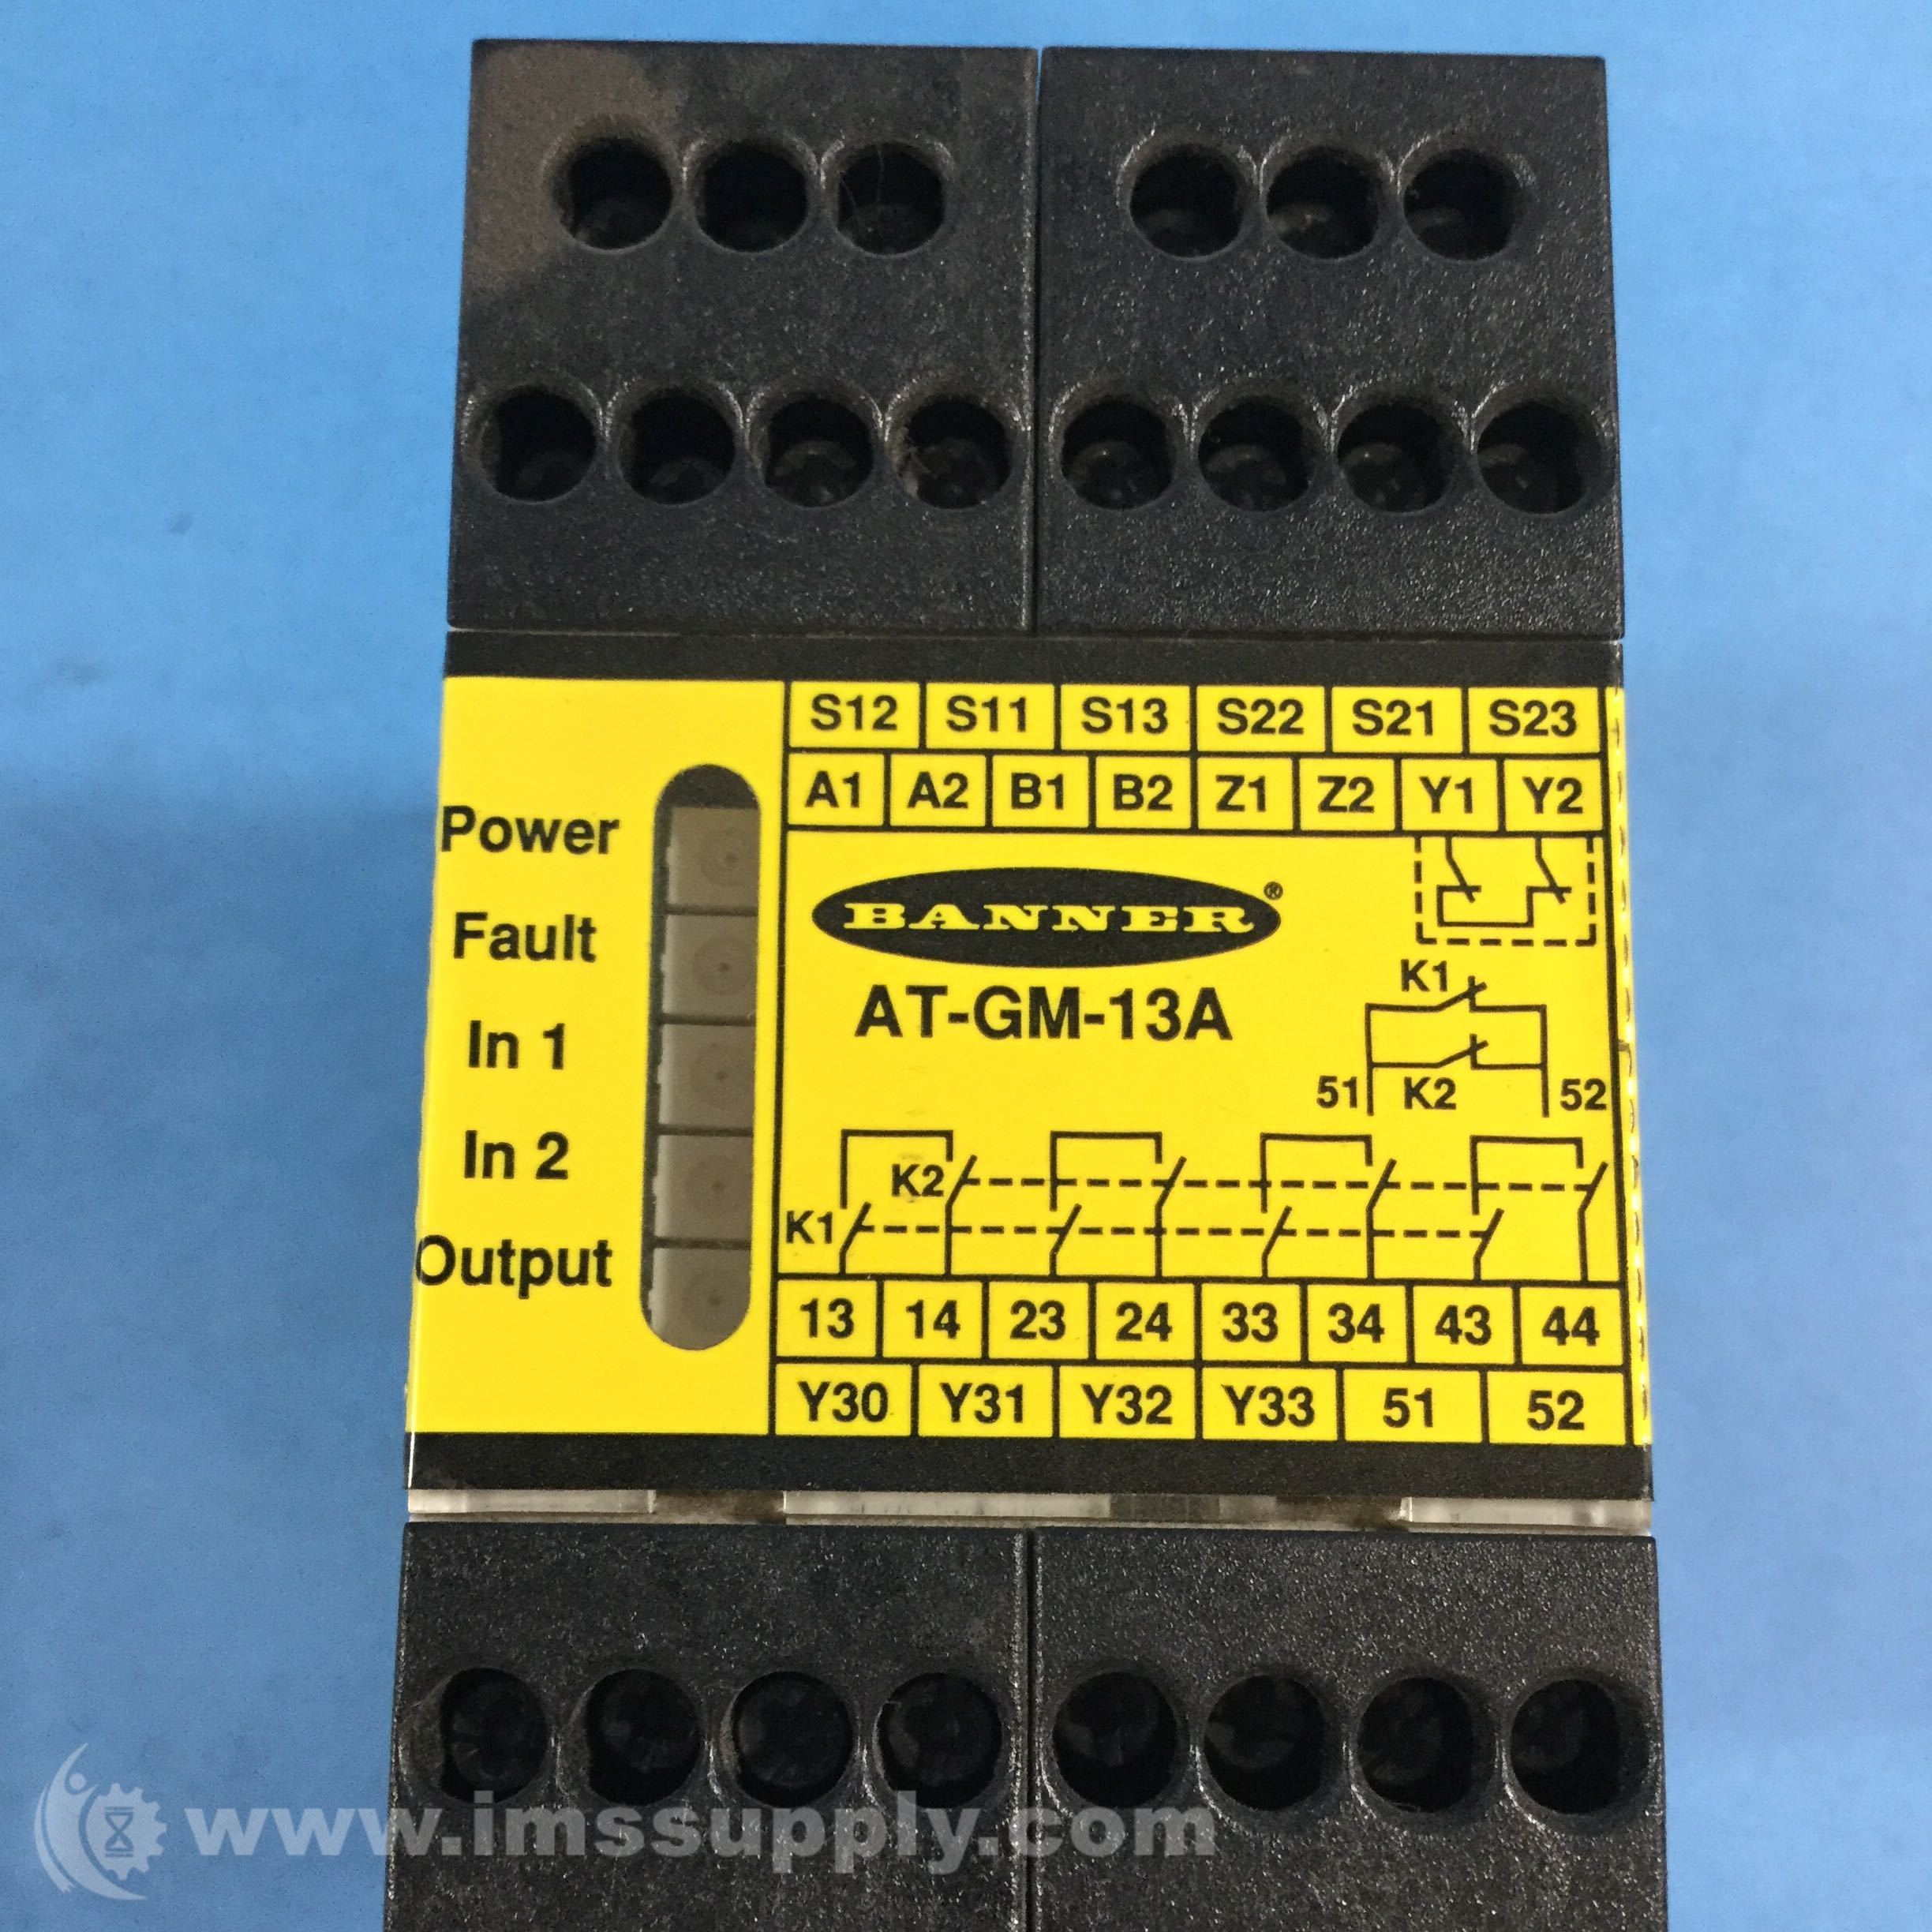 S12 S11 S13 S22 S21 S23
A1 A2 B1 B2 Z1 Z2 Y1 Y2
Power
Fault
In 1
In 2
Output
BANNER®
AT-GM-13A
K1
51 K2 52
K2
K1
13 14 23 24 33 34 43 44
Y30 Y31 Y32 Y33 51 52
www.imssupply.com